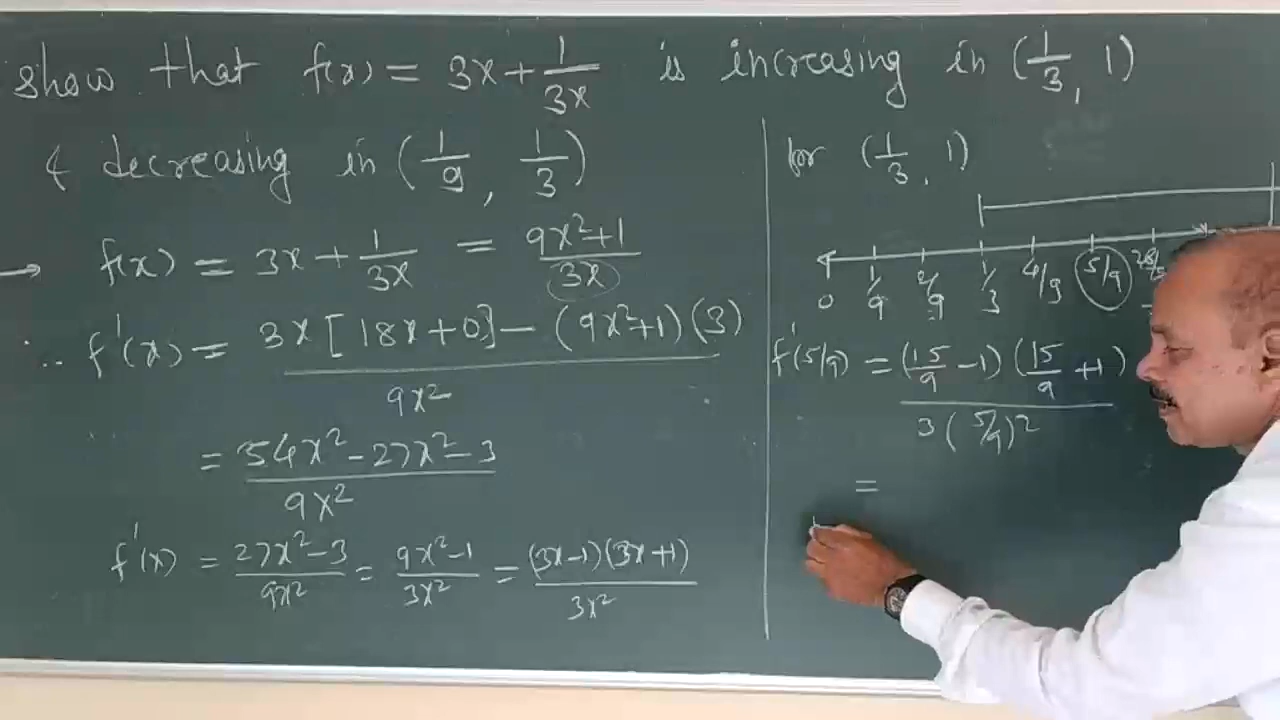 show that f(x) = 3x + 1/3x is increasing in (1/3, 1)
& decreasing in (1/9, 1/3)
→ f(x) = 3x + 1/3x = 9x²+1/3x
∴ f'(x) = 3x[18x+0] − (9x²+1)(3) / 9x²
= 54x²−27x²−3 / 9x²
f'(x) = 27x²−3/9x² = 9x²−1/3x² = (3x−1)(3x+1)/3x²
for (1/3, 1)
0 1/9 2/9 1/3 4/9 5/9
f'(5/9) = (15/9 −1)(15/9 +1) / 3(5/9)²
=